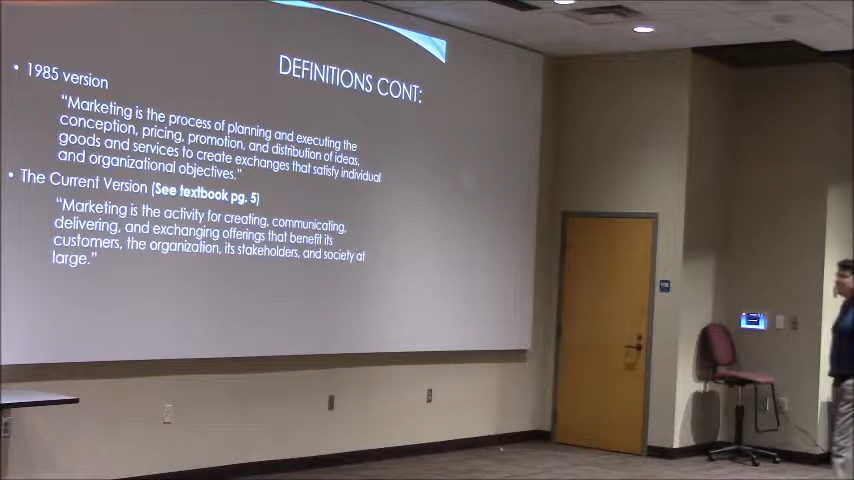 DEFINITIONS CONT:
• 1985 version
"Marketing is the process of planning and executing the
conception, pricing, promotion, and distribution of ideas,
goods and services to create exchanges that satisfy individual
and organizational objectives."
• The Current Version (See textbook pg. 5)
"Marketing is the activity for creating, communicating,
delivering, and exchanging offerings that benefit its
customers, the organization, its stakeholders, and society at
large."